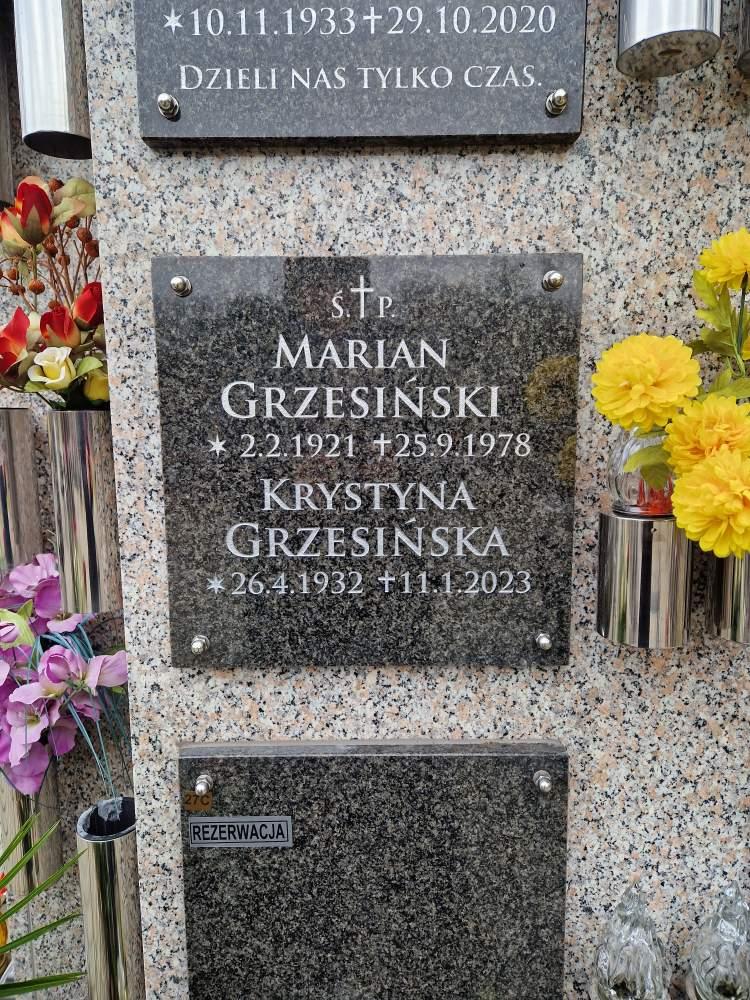 ✶10.11.1933 ✝29.10.2020
DZIELI NAS TYLKO CZAS.
Ś.✝P.
MARIAN
GRZESIŃSKI
✶ 2.2.1921 ✝25.9.1978
KRYSTYNA
GRZESIŃSKA
✶26.4.1932 ✝11.1.2023
27C
REZERWACJA